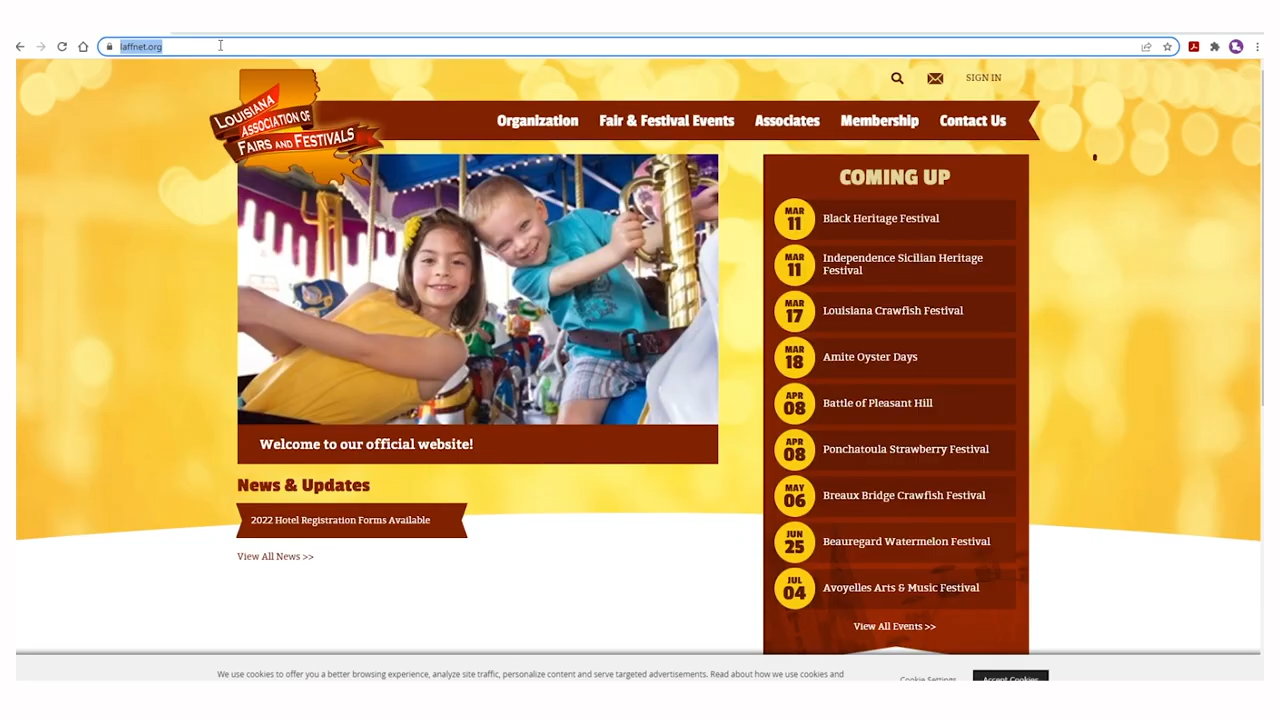 laffnet.org
SIGN IN
LOUISIANA
ASSOCIATION OF
FAIRS AND FESTIVALS
Organization Fair & Festival Events Associates Membership Contact Us
Welcome to our official website!
News & Updates
2022 Hotel Registration Forms Available
View All News >>
COMING UP
MAR
11
Black Heritage Festival
MAR
11
Independence Sicilian Heritage
Festival
MAR
17
Louisiana Crawfish Festival
MAR
18
Amite Oyster Days
APR
08
Battle of Pleasant Hill
APR
08
Ponchatoula Strawberry Festival
MAY
06
Breaux Bridge Crawfish Festival
JUN
25
Beauregard Watermelon Festival
JUL
04
Avoyelles Arts & Music Festival
View All Events >>
We use cookies to offer you a better browsing experience, analyze site traffic, personalize content and serve targeted advertisements. Read about how we use cookies and
Cookie Settings
Accept Cookies